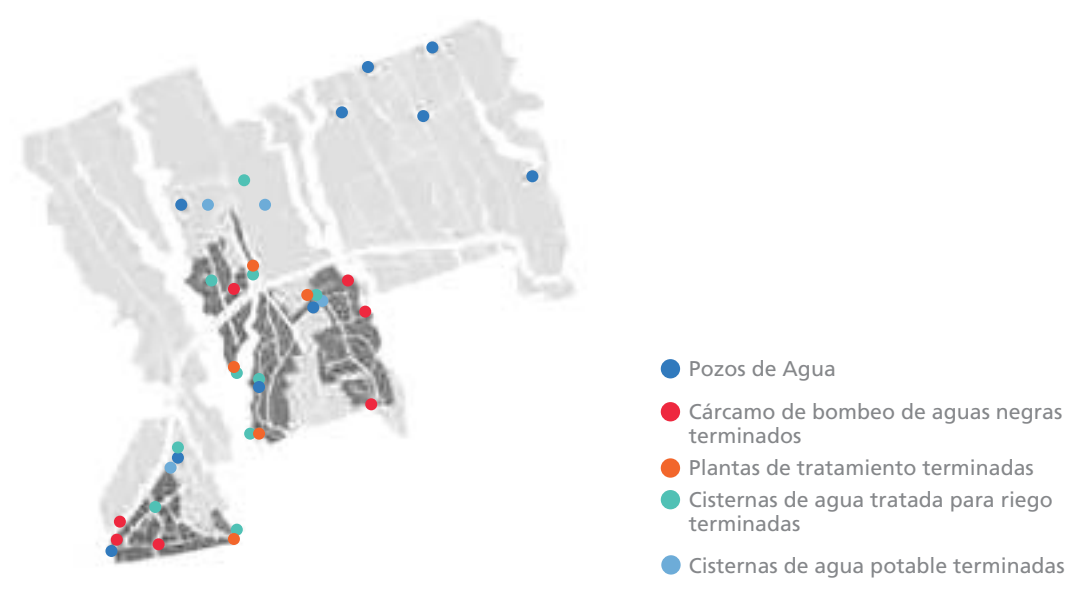 Pozos de Agua
Cárcamo de bombeo de aguas negras
terminados
Plantas de tratamiento terminadas
Cisternas de agua tratada para riego
terminadas
Cisternas de agua potable terminadas